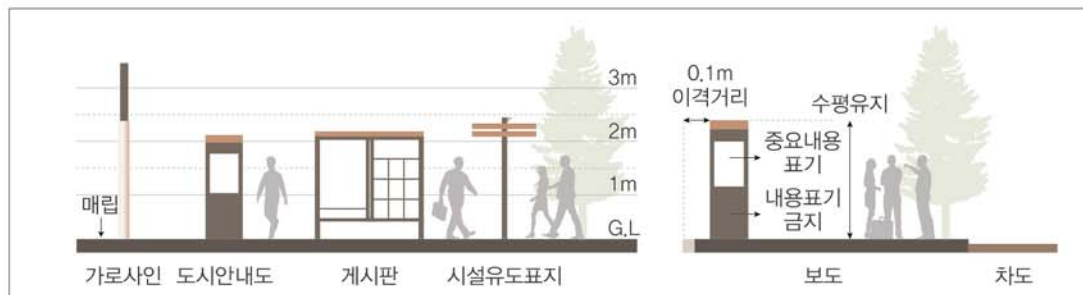 3m
2m
1m
G.L
매립
가로사인
도시안내도
게시판
시설유도표지
0.1m
이격거리
수평유지
중요내용
표기
내용표기
금지
보도
차도